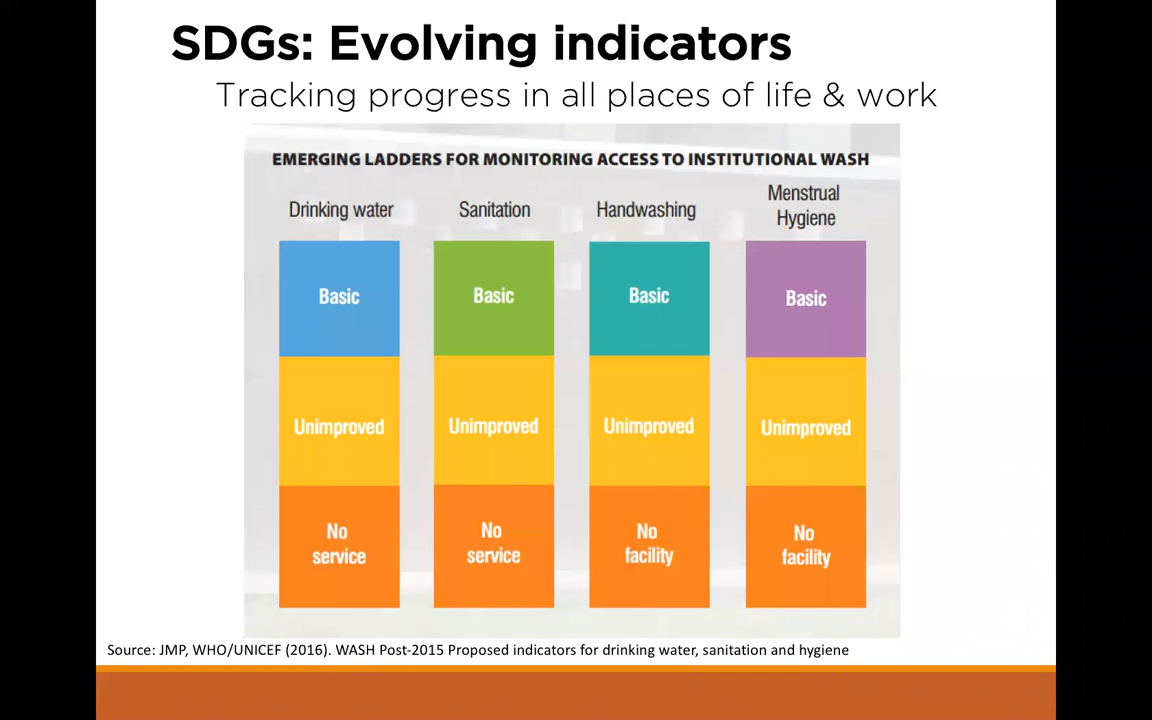 SDGs: Evolving indicators
Tracking progress in all places of life & work
EMERGING LADDERS FOR MONITORING ACCESS TO INSTITUTIONAL WASH
Drinking water
Sanitation
Handwashing
Menstrual
Hygiene
Basic
Basic
Basic
Basic
Unimproved
Unimproved
Unimproved
Unimproved
No
service
No
service
No
facility
No
facility
Source: JMP, WHO/UNICEF (2016). WASH Post-2015 Proposed indicators for drinking water, sanitation and hygiene